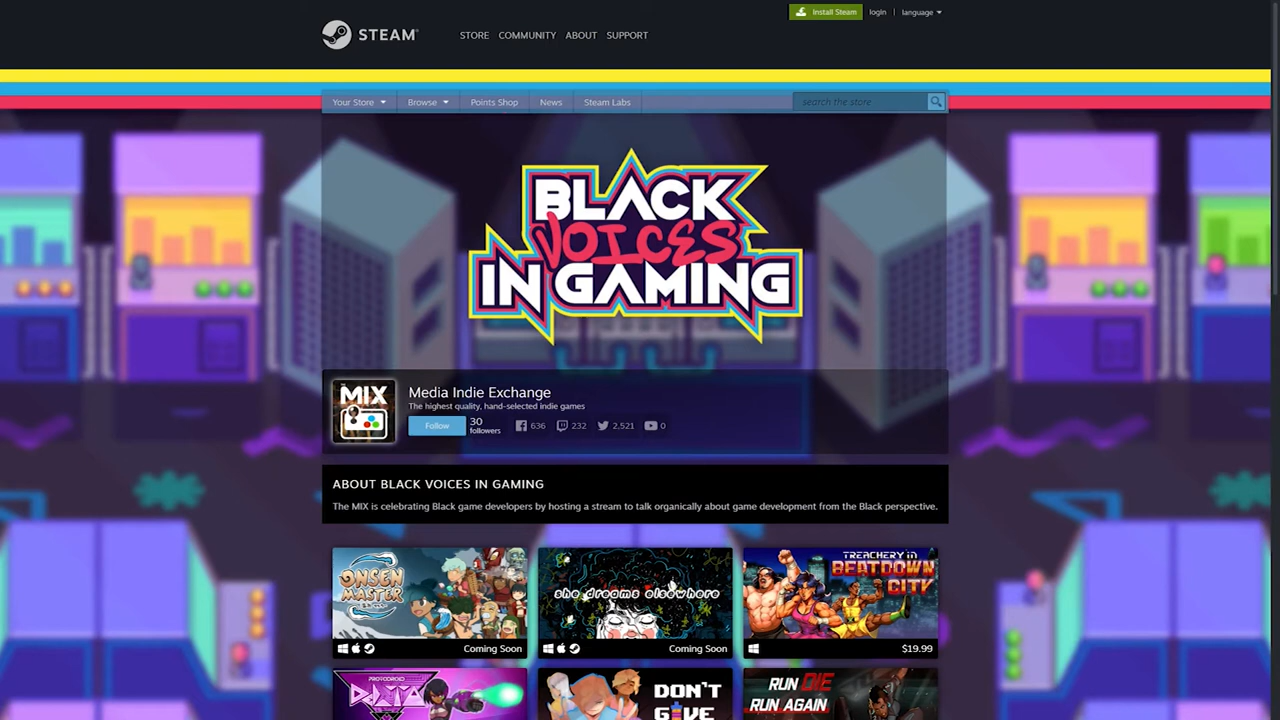 Install Steam login language
STEAM®
STORE COMMUNITY ABOUT SUPPORT
Your Store Browse Points Shop News Steam Labs search the store
BLACK
VOICES
IN GAMING
THE MIX
Media Indie Exchange
The highest quality, hand-selected indie games
Follow 30 followers 636 232 2,521 0
ABOUT BLACK VOICES IN GAMING
The MIX is celebrating Black game developers by hosting a stream to talk organically about game development from the Black perspective.
ONSEN
MASTER
she dreams elsewhere
TREACHERY IN
BEATDOWN
CITY
Coming Soon Coming Soon $19.99
PROTODROID
DELTA
DON'T
GIVE
RUN DIE
RUN AGAIN